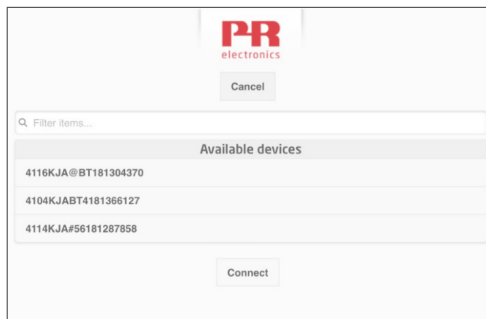 PR
electronics
Cancel
Filter items...
Available devices
4116KJA@BT181304370
4104KJABT4181366127
4114KJA#56181287858
Connect